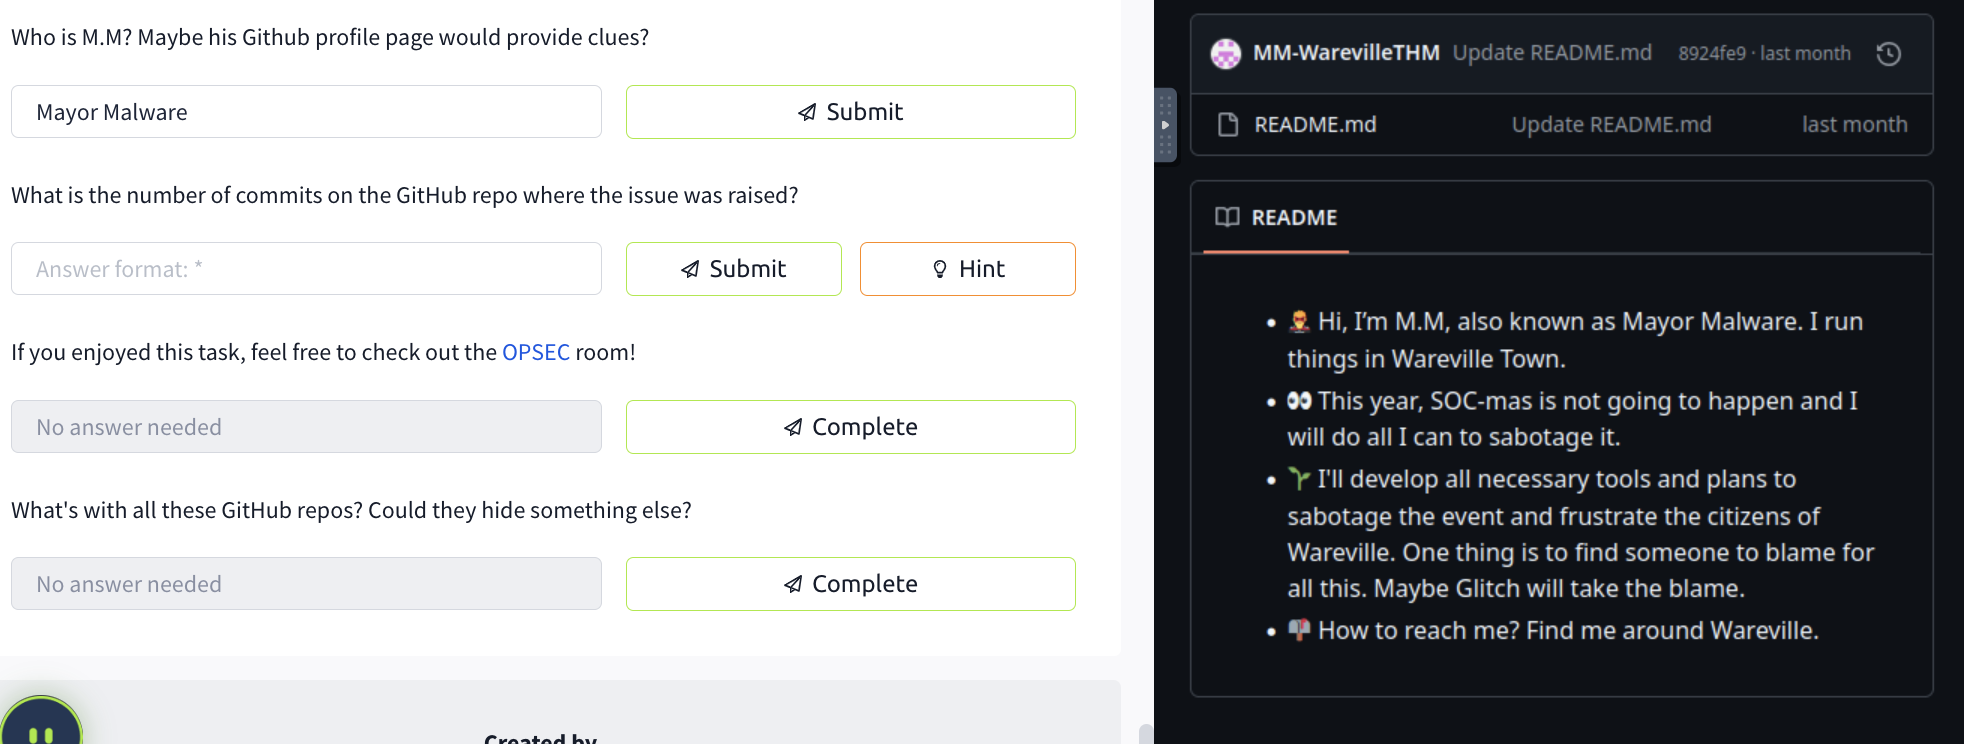 Who is M.M? Maybe his Github profile page would provide clues?
Mayor Malware
Submit
What is the number of commits on the GitHub repo where the issue was raised?
Answer format: *
Submit
Hint
If you enjoyed this task, feel free to check out the OPSEC room!
No answer needed
Complete
What's with all these GitHub repos? Could they hide something else?
No answer needed
Complete
Created by
MM-WarevilleTHM Update README.md 8924fe9 · last month
README.md Update README.md last month
README
• Hi, I’m M.M, also known as Mayor Malware. I run
things in Wareville Town.
• 👀 This year, SOC-mas is not going to happen and I
will do all I can to sabotage it.
• 🌱 I'll develop all necessary tools and plans to
sabotage the event and frustrate the citizens of
Wareville. One thing is to find someone to blame for
all this. Maybe Glitch will take the blame.
• 📫 How to reach me? Find me around Wareville.